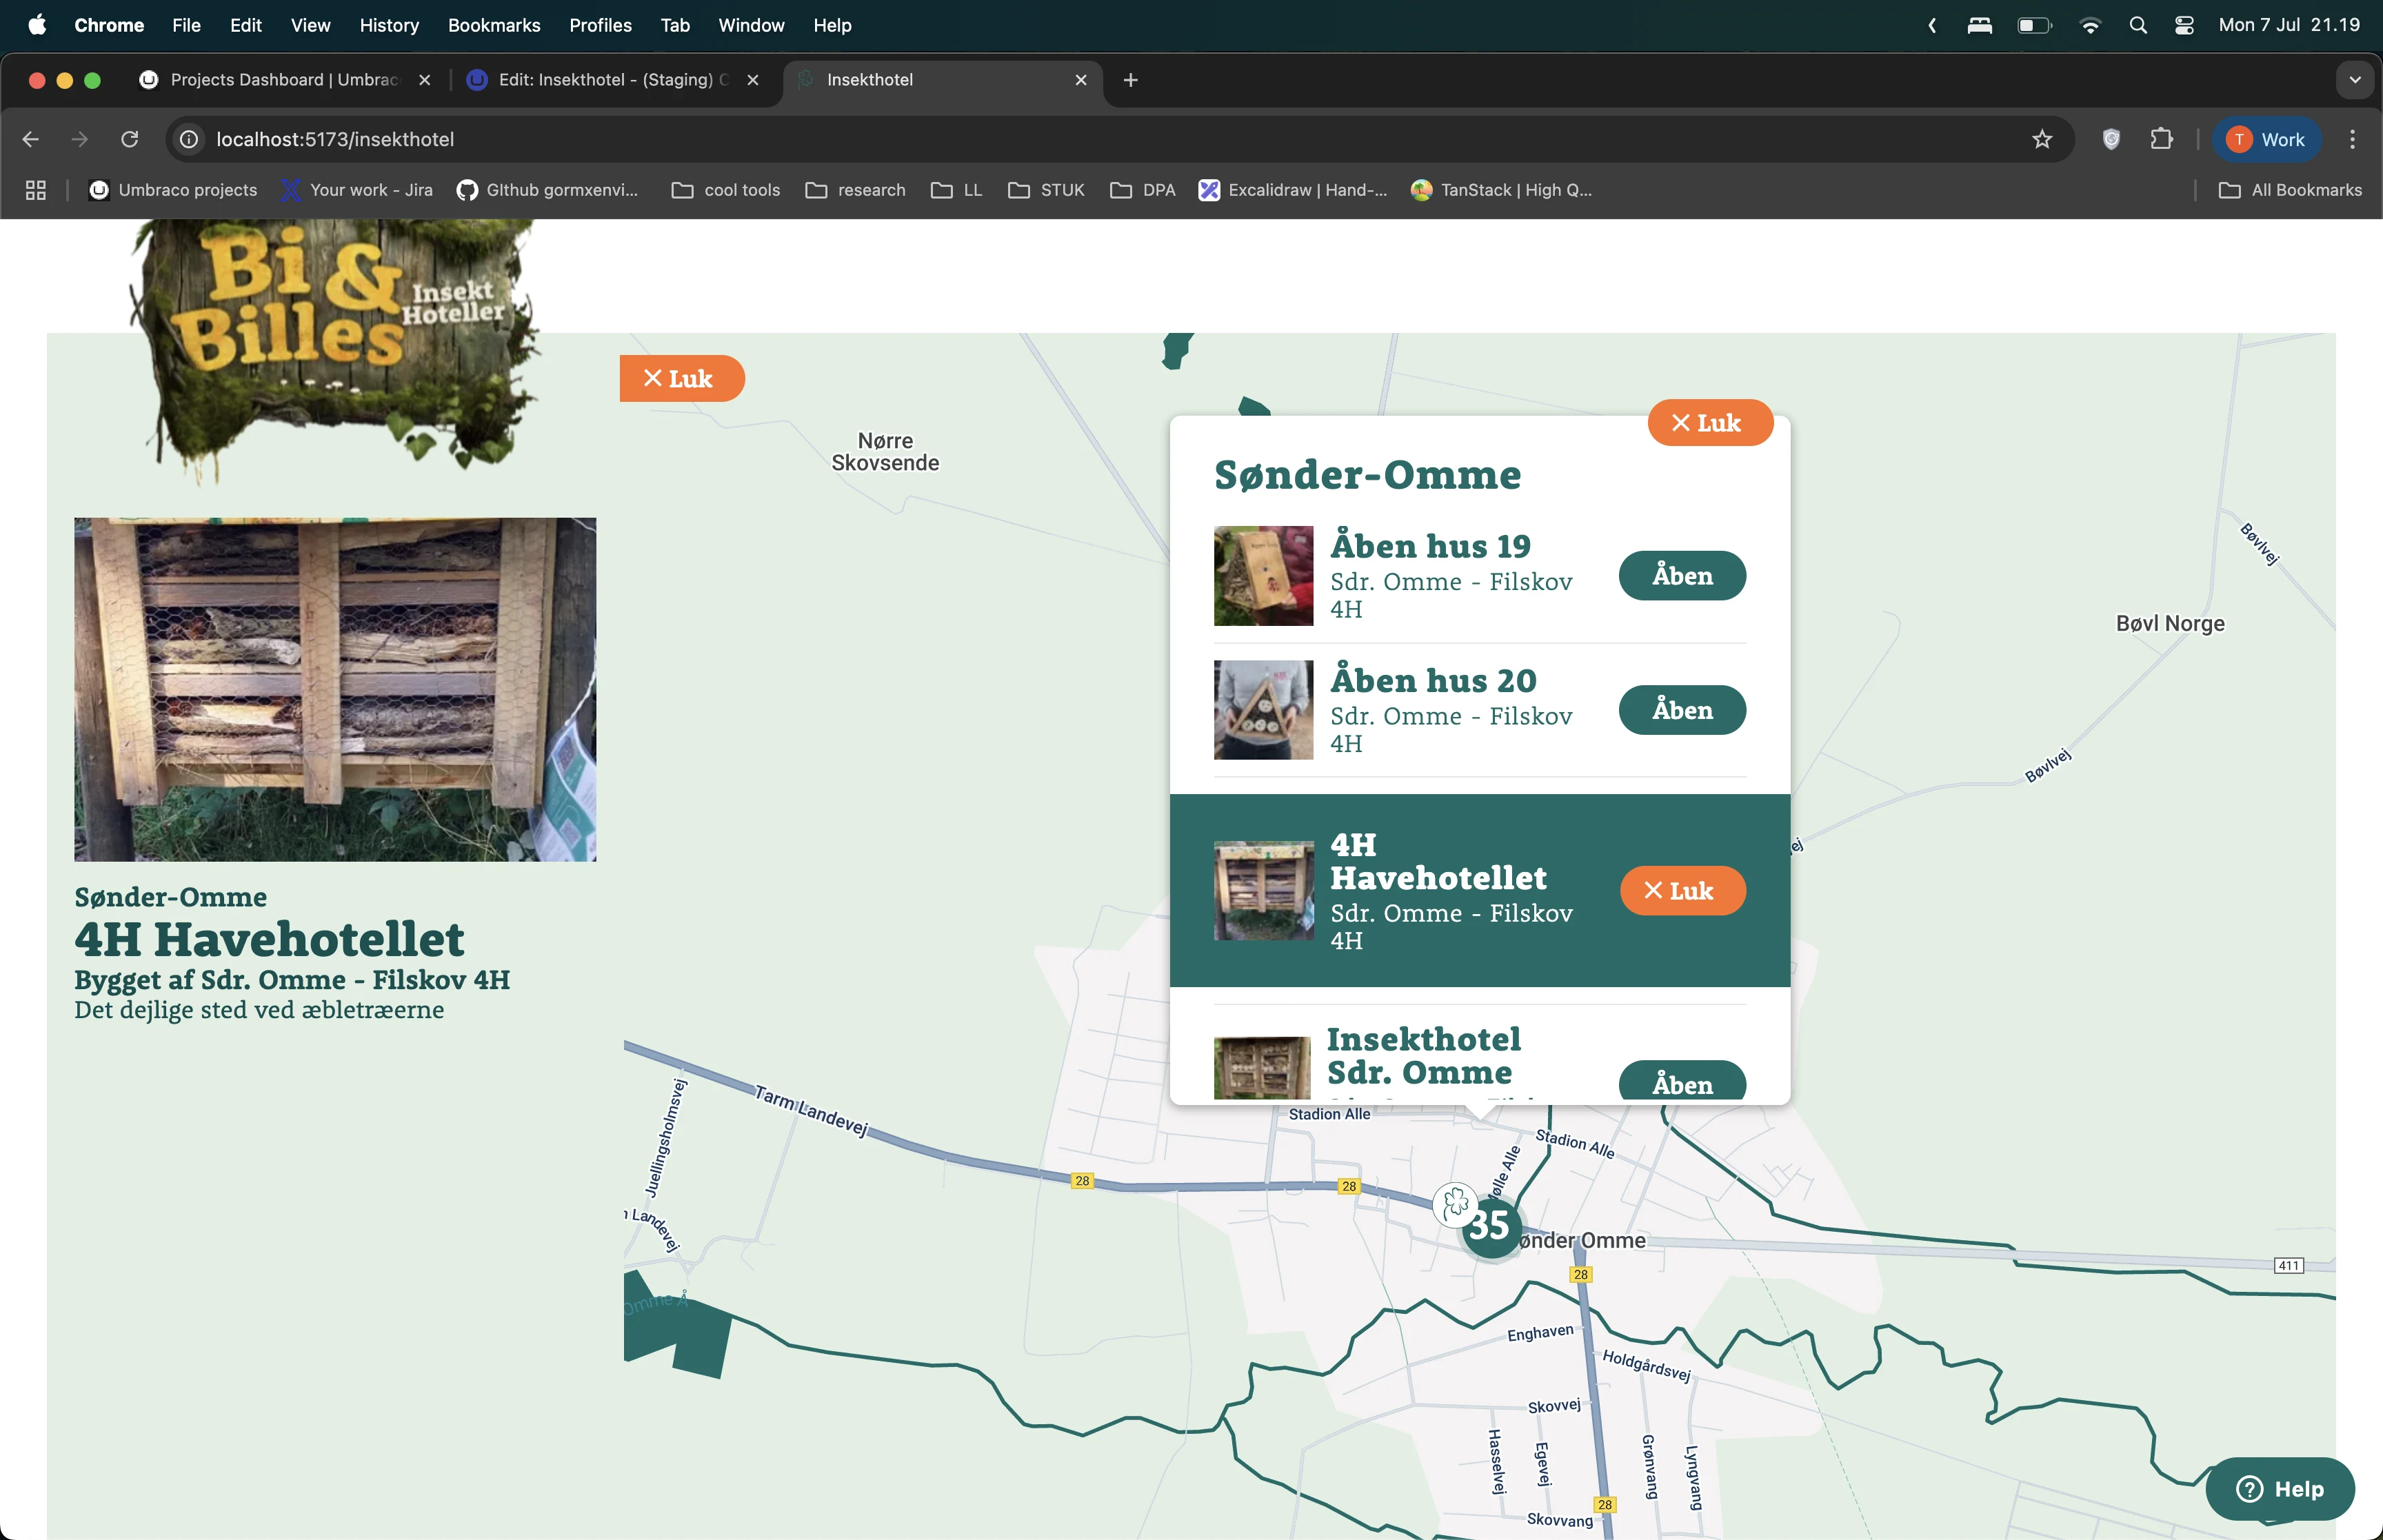 Chrome File Edit View History Bookmarks Profiles Tab Window Help Mon 7 Jul 21.19
Projects Dashboard | Umbrac
Edit: Insekthotel - (Staging)
Insekthotel
localhost:5173/insekthotel
T Work
Umbraco projects
Your work - Jira
GIthub gormxenvi...
cool tools
research
LL
STUK
DPA
Excalidraw | Hand-...
TanStack | High Q...
All Bookmarks
Bi &
Billes
Insekt
Hoteller
Sønder-Omme
4H Havehotellet
Bygget af Sdr. Omme - Filskov 4H
Det dejlige sted ved æbletræerne
Luk
Nørre
Skovsende
Luk
Sønder-Omme
Åben hus 19
Sdr. Omme - Filskov
4H
Åben
Åben hus 20
Sdr. Omme - Filskov
4H
Åben
4H
Havehotellet
Sdr. Omme - Filskov
4H
Luk
Insekthotel
Sdr. Omme
Åben
Bøvlvej
Bøvl Norge
Bøvlvej
ej
Stadion Alle
Stadion Alle
Tarm Landevej
Juellingsholmsvej
Landevej
28
28
35
ønder Omme
28
411
Omme Å
Enghaven
Holdgårdsvej
Skovvej
Hasselvej
Egevej
Grønvang
Lyngvang
28
Skovvang
Help